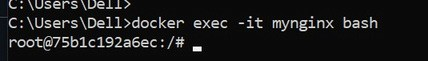 C:\Users\Dell>
C:\Users\Dell>docker exec -it mynginx bash
root@75b1c192a6ec:/#